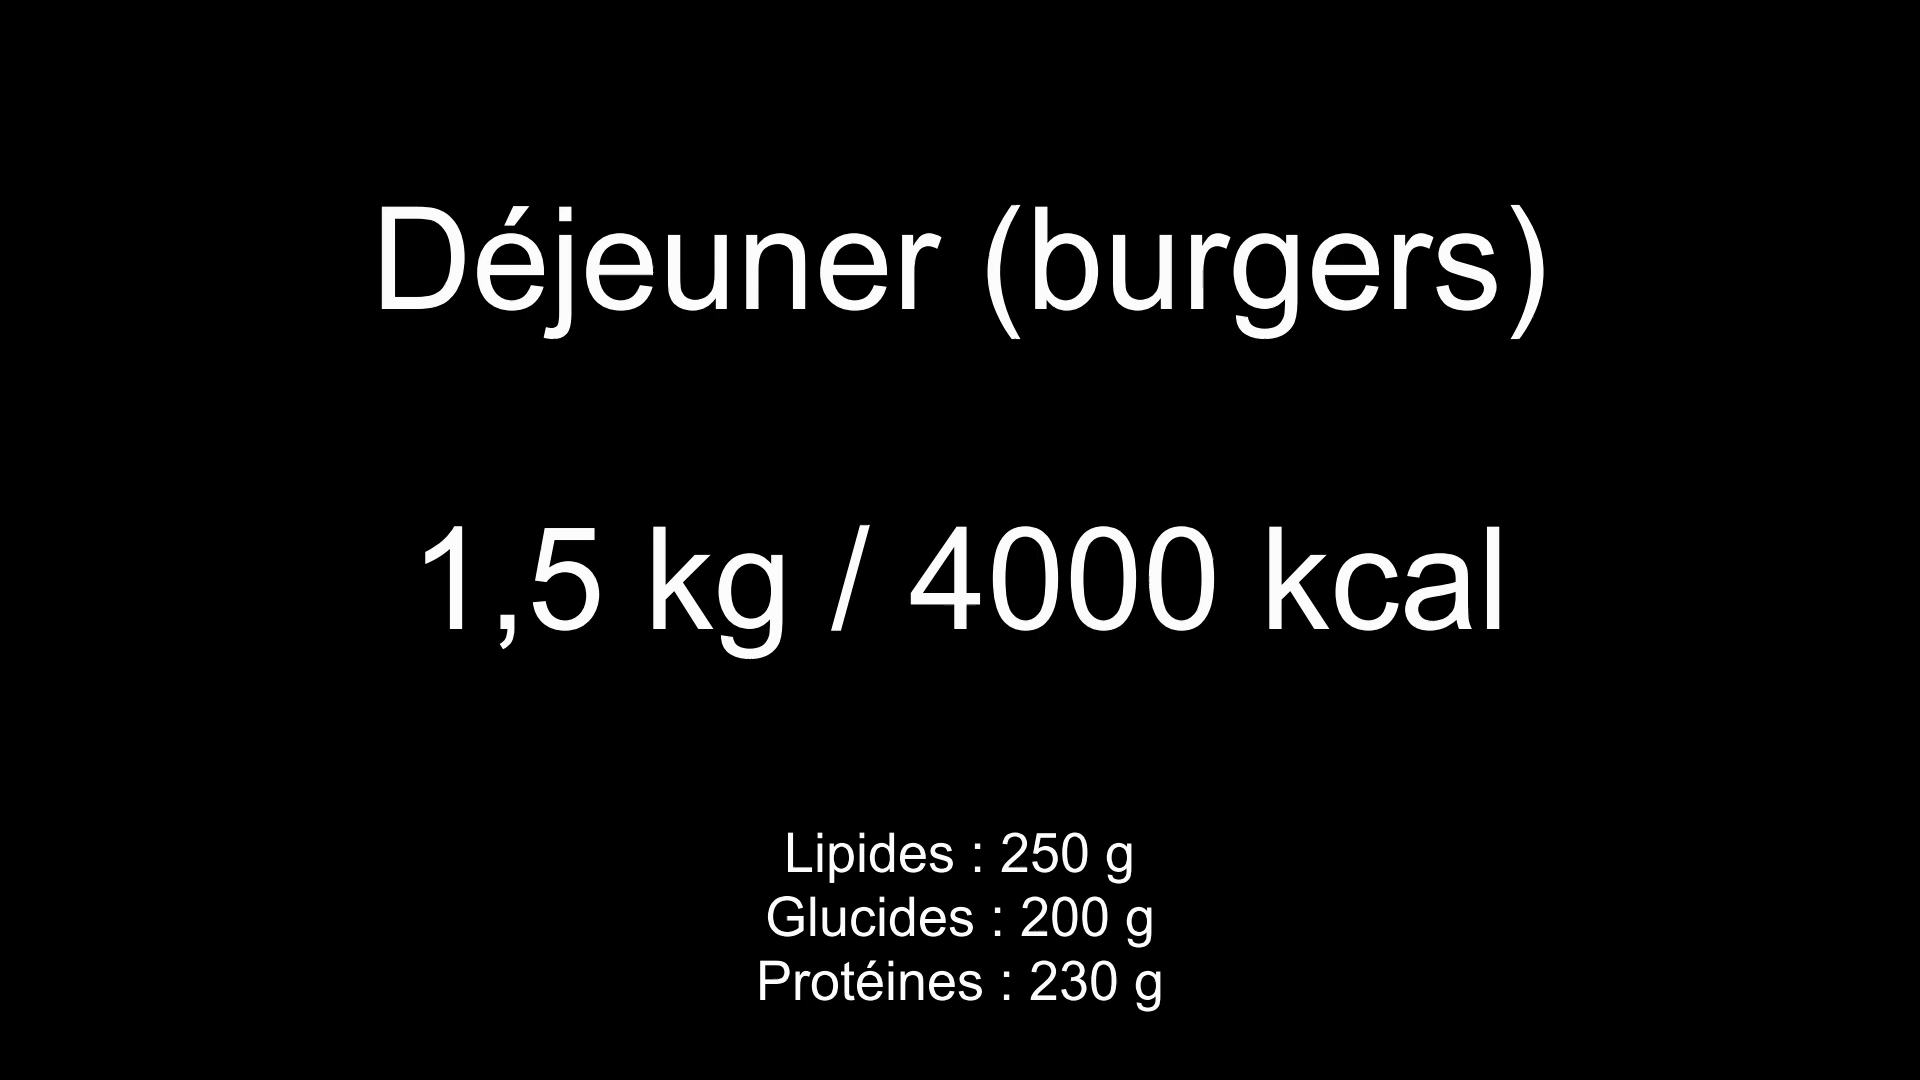 Déjeuner (burgers)
1,5 kg / 4000 kcal
Lipides : 250 g
Glucides : 200 g
Protéines : 230 g